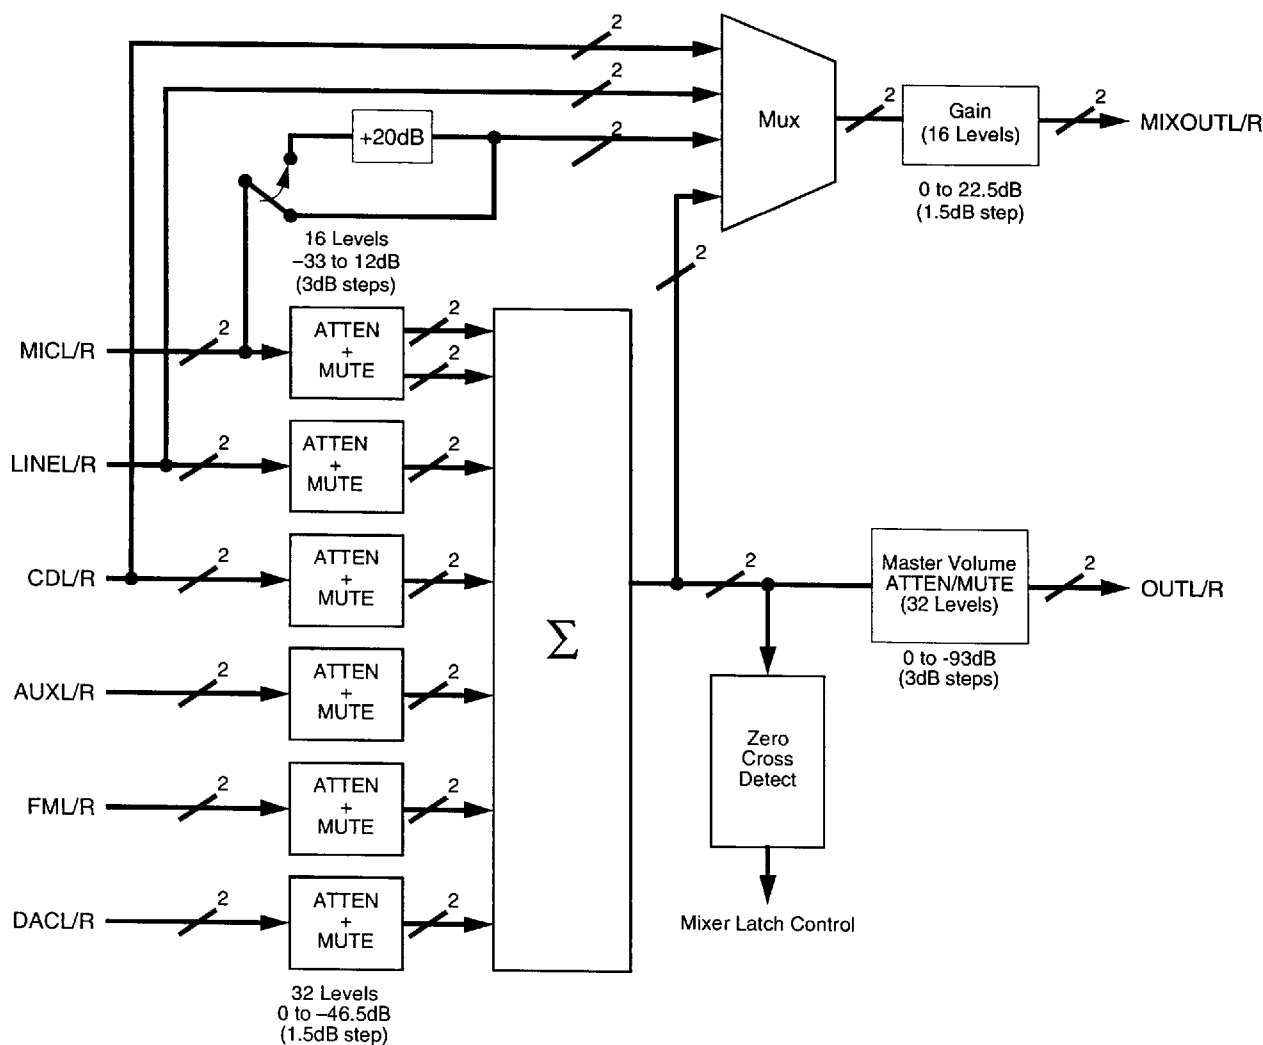 2
2
+20dB
2
Mux
2
Gain
(16 Levels)
2
MIXOUTL/R
0 to 22.5dB
(1.5dB step)
16 Levels
–33 to 12dB
(3dB steps)
2
MICL/R
2
ATTEN
+
MUTE
2
2
LINEL/R
2
ATTEN
+
MUTE
2
CDL/R
2
ATTEN
+
MUTE
2
Σ
2
Master Volume
ATTEN/MUTE
(32 Levels)
2
OUTL/R
0 to -93dB
(3dB steps)
AUXL/R
2
ATTEN
+
MUTE
2
Zero
Cross
Detect
FML/R
2
ATTEN
+
MUTE
2
DACL/R
2
ATTEN
+
MUTE
2
Mixer Latch Control
32 Levels
0 to –46.5dB
(1.5dB step)